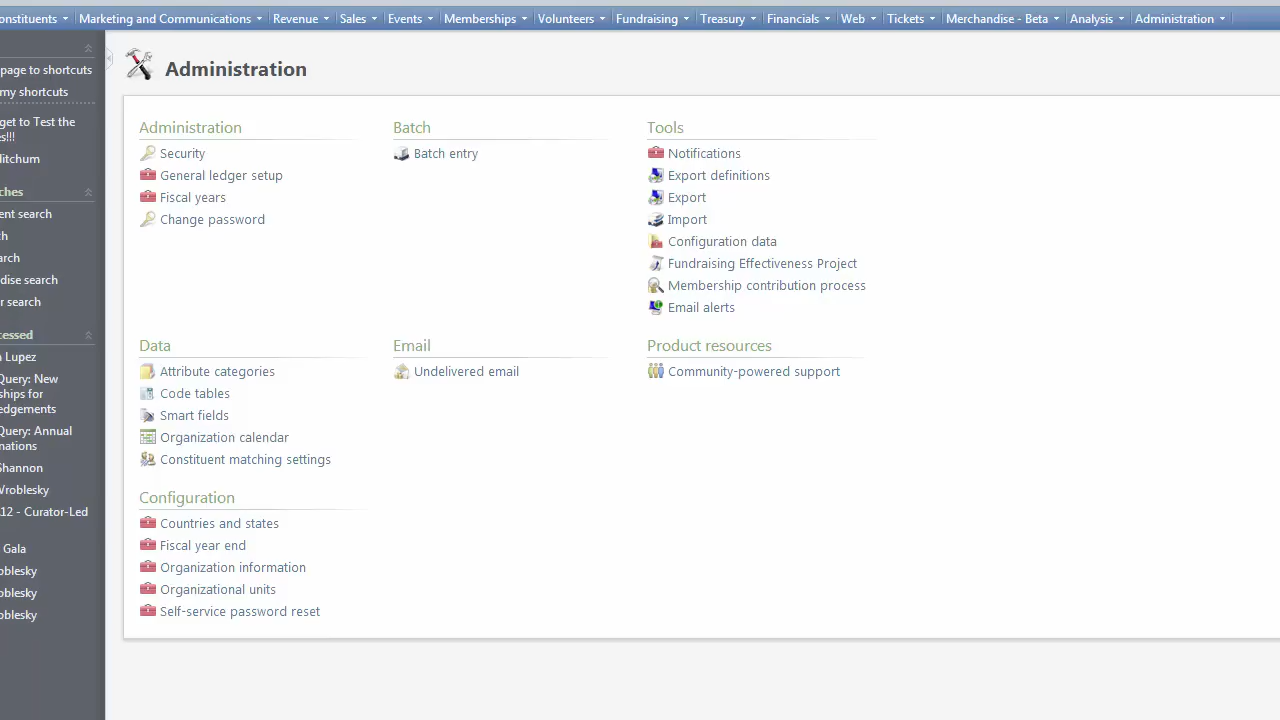 onstituents Marketing and Communications Revenue Sales Events Memberships Volunteers Fundraising Treasury Financials Web Tickets Merchandise - Beta Analysis Administration
page to shortcuts
my shortcuts
get to Test the
es!!!
litchum
ches
ent search
ch
arch
dise search
r search
cessed
Lupez
Query: New
ships for
edgements
Query: Annual
nations
Shannon
Wroblesky
12 - Curator-Led
Gala
oblesky
oblesky
oblesky
Administration
Administration
Security
General ledger setup
Fiscal years
Change password
Batch
Batch entry
Tools
Notifications
Export definitions
Export
Import
Configuration data
Fundraising Effectiveness Project
Membership contribution process
Email alerts
Data
Attribute categories
Code tables
Smart fields
Organization calendar
Constituent matching settings
Email
Undelivered email
Product resources
Community-powered support
Configuration
Countries and states
Fiscal year end
Organization information
Organizational units
Self-service password reset